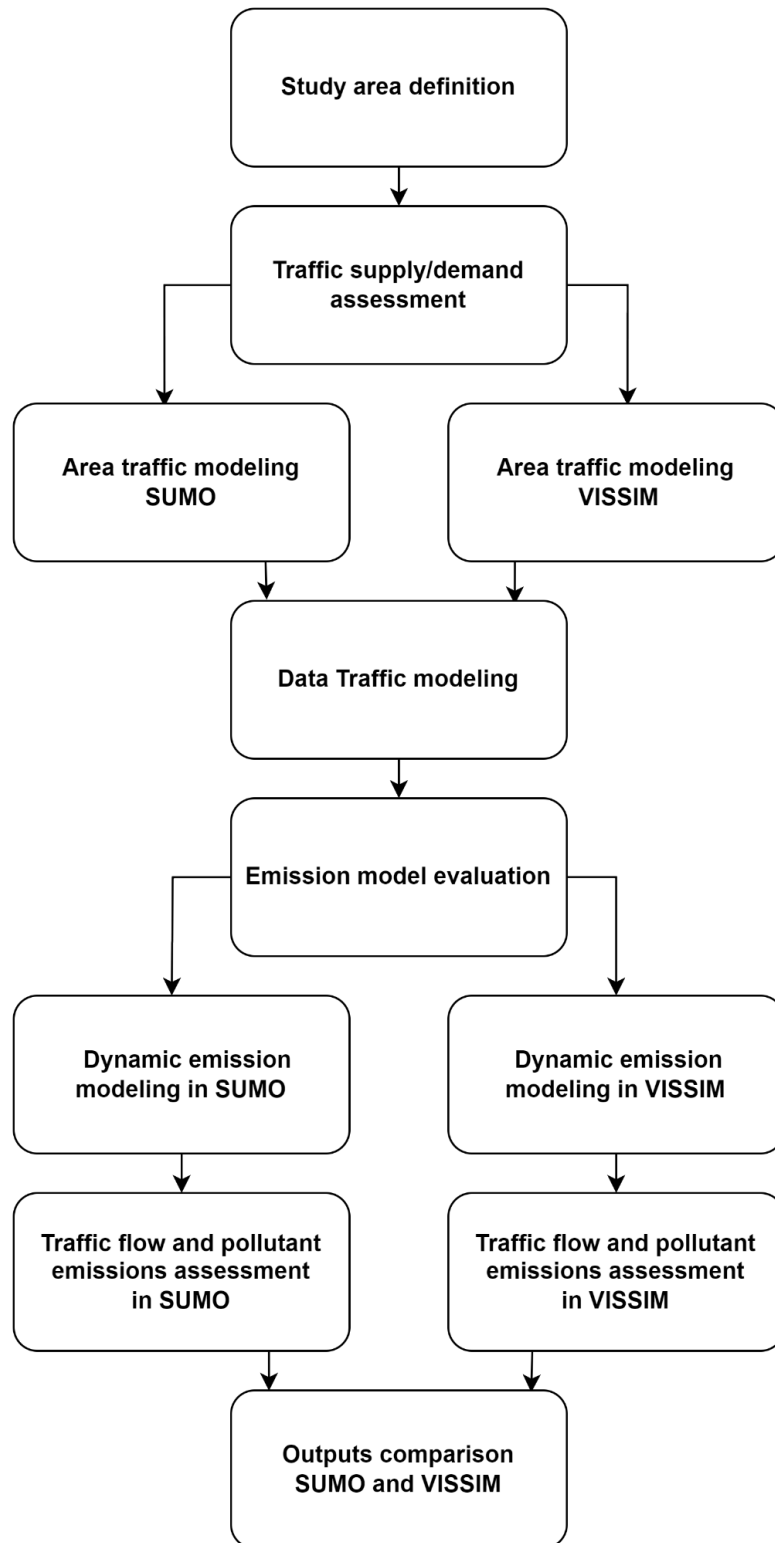 Study area definition
Traffic supply/demand
assessment
Area traffic modeling
SUMO
Area traffic modeling
VISSIM
Data Traffic modeling
Emission model evaluation
Dynamic emission
modeling in SUMO
Dynamic emission
modeling in VISSIM
Traffic flow and pollutant
emissions assessment
in SUMO
Traffic flow and pollutant
emissions assessment
in VISSIM
Outputs comparison
SUMO and VISSIM